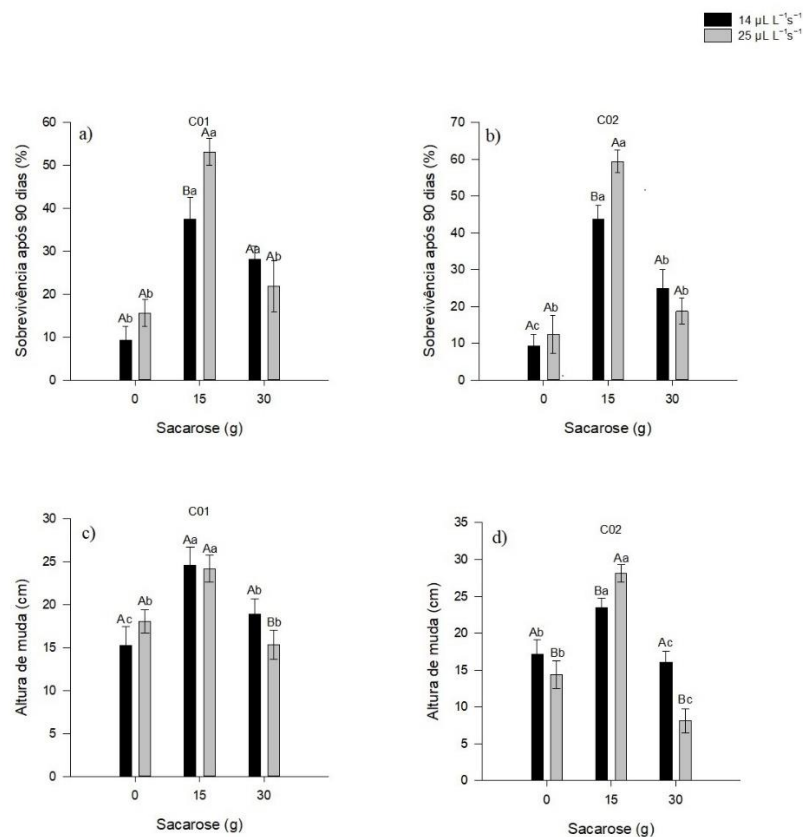 14 µL L⁻¹s⁻¹
25 µL L⁻¹s⁻¹
a)
C01
Sobrevivência após 90 dias (%)
60
50
40
30
20
10
0
Ab
Ab
Ba
Aa
Aa
Ab
0
15
30
Sacarose (g)
b)
C02
Sobrevivência após 90 dias (%)
70
60
50
40
30
20
10
0
Ac
Ab
Ba
Aa
Ab
Ab
0
15
30
Sacarose (g)
c)
C01
Altura de muda (cm)
30
25
20
15
10
5
0
Ac
Ab
Aa
Aa
Ab
Bb
0
15
30
Sacarose (g)
d)
C02
Altura de muda (cm)
35
30
25
20
15
10
5
0
Ab
Bb
Ba
Aa
Ac
Bc
0
15
30
Sacarose (g)